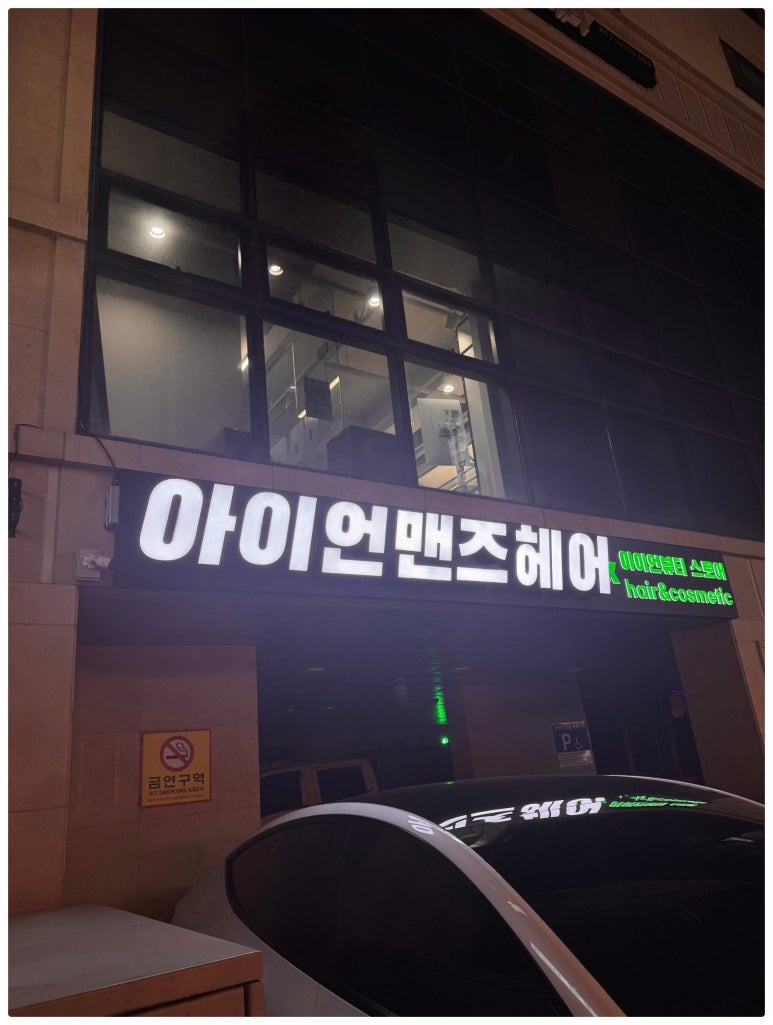 아이언맨즈헤어
x 아이언뷰티 스토어
hair&cosmetic
금연구역
NO SMOKING AREA
P